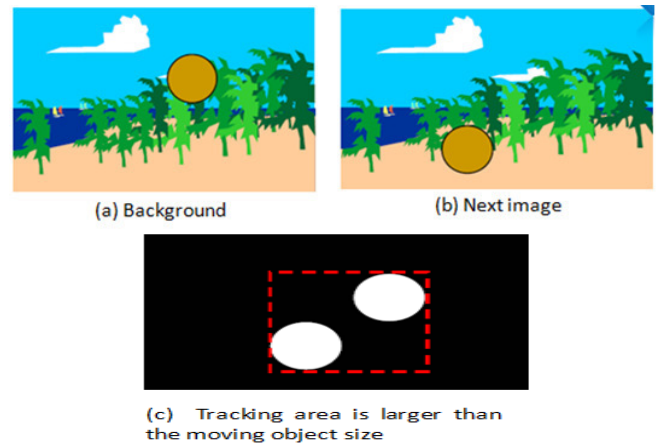 (a) Background
(b) Next image
(c) Tracking area is larger than
the moving object size